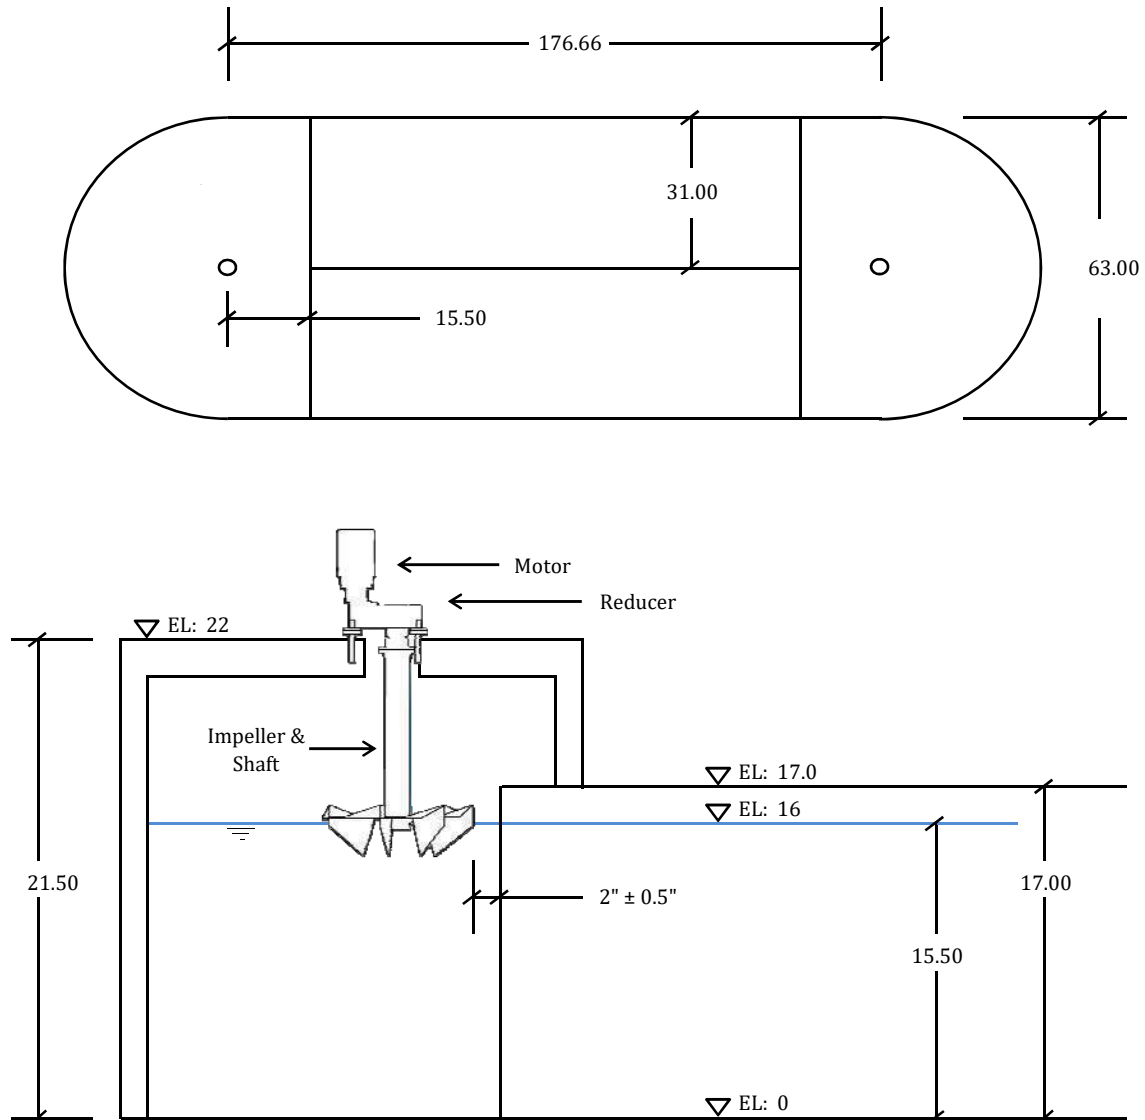 176.66
31.00
63.00
15.50
Motor
Reducer
EL: 22
Impeller &
Shaft
EL: 17.0
EL: 16
21.50
2" ± 0.5"
17.00
15.50
EL: 0